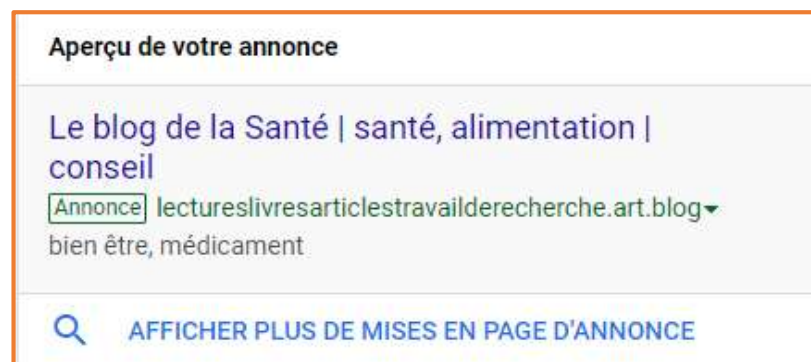 Aperçu de votre annonce
Le blog de la Santé | santé, alimentation |
conseil
Annonce lectureslivresarticlestravailderecherche.art.blog
bien être, médicament
AFFICHER PLUS DE MISES EN PAGE D'ANNONCE